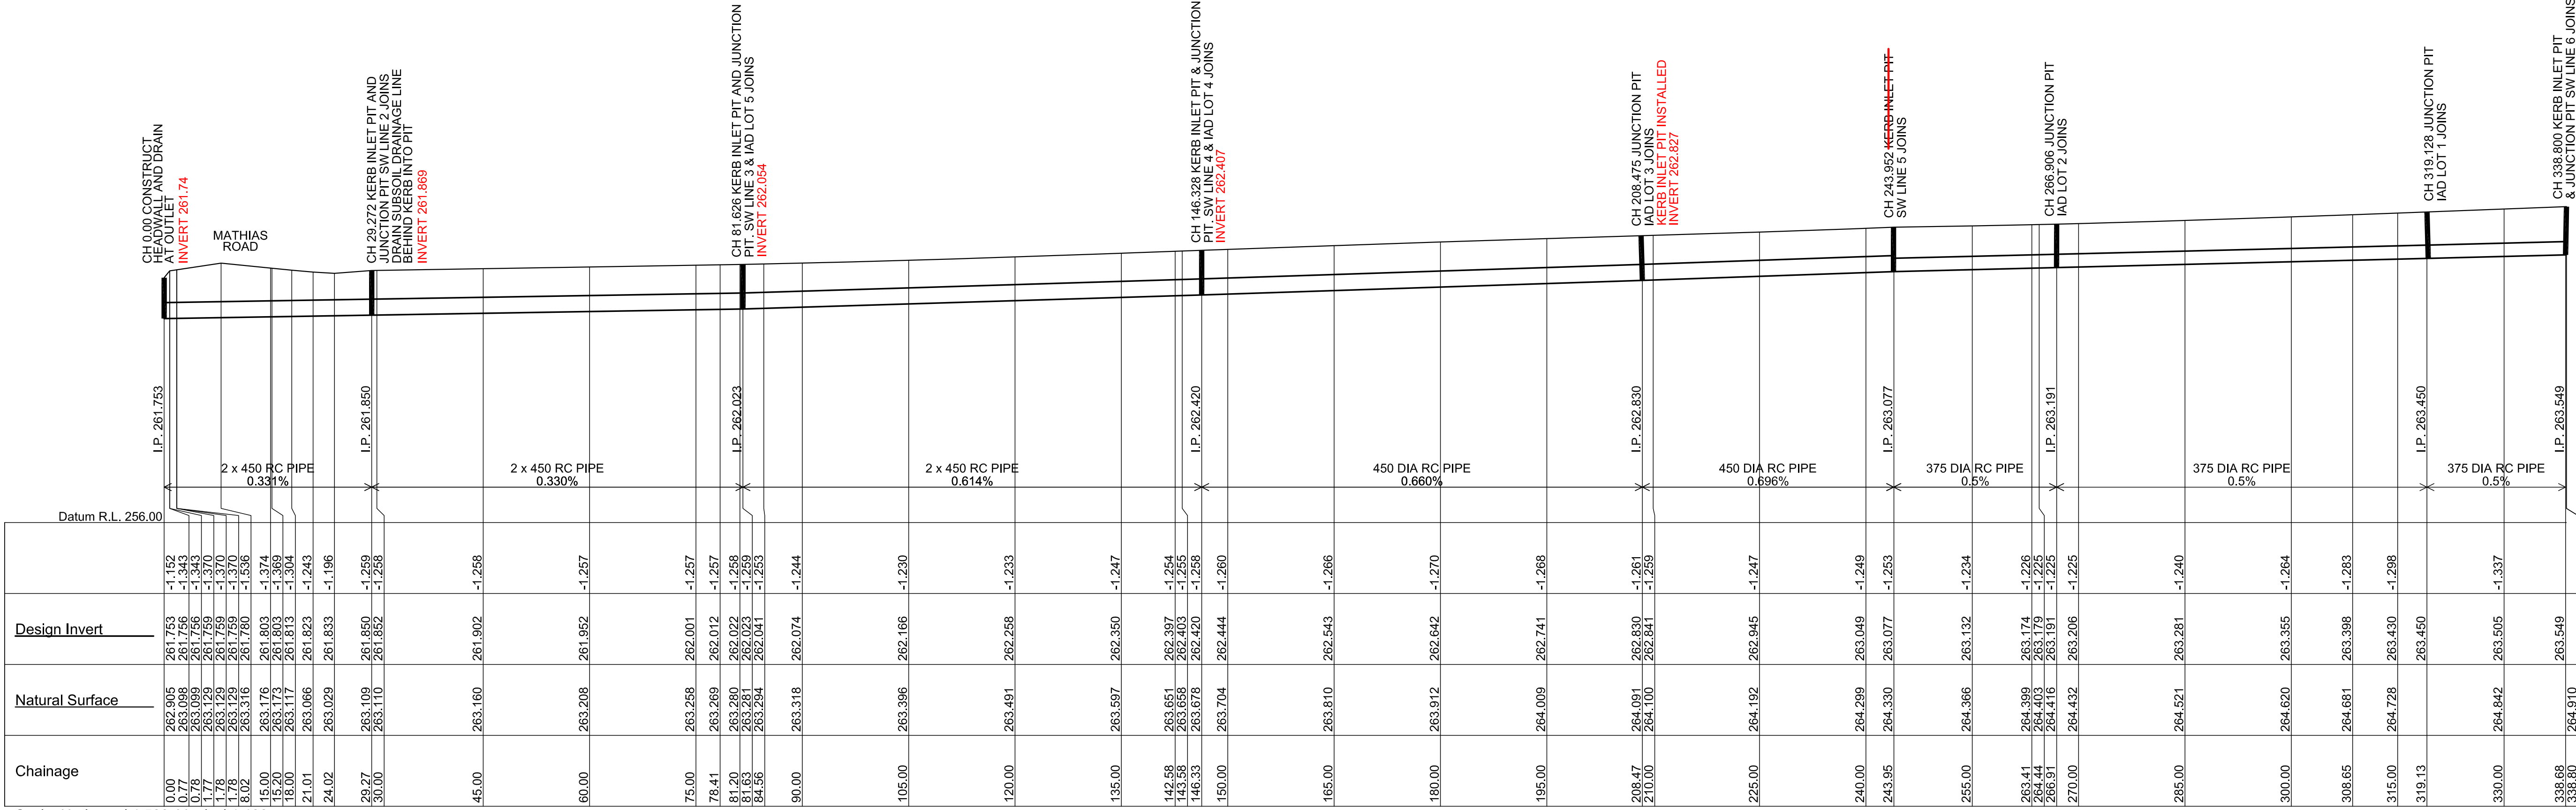 CH 0.00 CONSTRUCT
HEADWALL AND DRAIN
AT OUTLET
INVERT 261.74
MATHIAS
ROAD
CH 29.272 KERB INLET PIT AND
JUNCTION PIT SW LINE 2 JOINS
DRAIN SUBSOIL DRAINAGE LINE
BEHIND KERB INTO PIT
INVERT 261.869
CH 81.626 KERB INLET PIT AND JUNCTION
PIT. SW LINE 3 & IAD LOT 5 JOINS
INVERT 262.054
CH 146.328 KERB INLET PIT & JUNCTION
PIT. SW LINE 4 & IAD LOT 4 JOINS
INVERT 262.407
CH 208.475 JUNCTION PIT
IAD LOT 3 JOINS
KERB INLET PIT INSTALLED
INVERT 262.827
CH 243.952 KERB INLET PIT
SW LINE 5 JOINS
CH 266.906 JUNCTION PIT
IAD LOT 2 JOINS
CH 319.128 JUNCTION PIT
IAD LOT 1 JOINS
CH 338.800 KERB INLET PIT
& JUNCTION PIT SW LINE 6 JOINS
I.P. 261.753
I.P. 261.850
I.P. 262.023
I.P. 262.420
I.P. 262.830
I.P. 263.077
I.P. 263.191
I.P. 263.450
I.P. 263.549
2 x 450 RC PIPE
0.331%
2 x 450 RC PIPE
0.330%
2 x 450 RC PIPE
0.614%
450 DIA RC PIPE
0.660%
450 DIA RC PIPE
0.696%
375 DIA RC PIPE
0.5%
375 DIA RC PIPE
0.5%
375 DIA RC PIPE
0.5%
Datum R.L. 256.00
-1.152 -1.343 -1.343 -1.370 -1.370 -1.370 -1.536 -1.374 -1.369 -1.304 -1.243 -1.196 -1.259 -1.258 -1.258 -1.257 -1.257 -1.257 -1.258 -1.259 -1.253 -1.244 -1.230 -1.233 -1.247 -1.254 -1.255 -1.258 -1.260 -1.266 -1.270 -1.268 -1.261 -1.259 -1.247 -1.249 -1.253 -1.234 -1.226 -1.225 -1.225 -1.225 -1.240 -1.264 -1.283 -1.298 -1.337
Design Invert 261.753 261.756 261.756 261.759 261.759 261.759 261.780 261.803 261.803 261.813 261.823 261.833 261.850 261.852 261.902 261.952 262.001 262.012 262.022 262.023 262.041 262.074 262.166 262.258 262.350 262.397 262.403 262.420 262.444 262.543 262.642 262.741 262.830 262.841 262.945 263.049 263.077 263.132 263.174 263.179 263.191 263.206 263.281 263.355 263.398 263.430 263.450 263.505 263.549
Natural Surface 262.905 263.098 263.099 263.129 263.129 263.129 263.316 263.176 263.173 263.117 263.066 263.029 263.109 263.110 263.160 263.208 263.258 263.269 263.280 263.281 263.294 263.318 263.396 263.491 263.597 263.651 263.658 263.678 263.704 263.810 263.912 264.009 264.091 264.100 264.192 264.299 264.330 264.366 264.399 264.403 264.416 264.432 264.521 264.620 264.681 264.728 264.842 264.910
Chainage 0.00 0.77 0.78 1.77 1.78 1.78 8.02 15.00 15.20 18.00 21.01 24.02 29.27 30.00 45.00 60.00 75.00 78.41 81.20 81.63 84.56 90.00 105.00 120.00 135.00 142.58 143.58 146.33 150.00 165.00 180.00 195.00 208.47 210.00 225.00 240.00 243.95 255.00 263.41 264.44 266.91 270.00 285.00 300.00 308.65 315.00 319.13 330.00 338.68 338.80